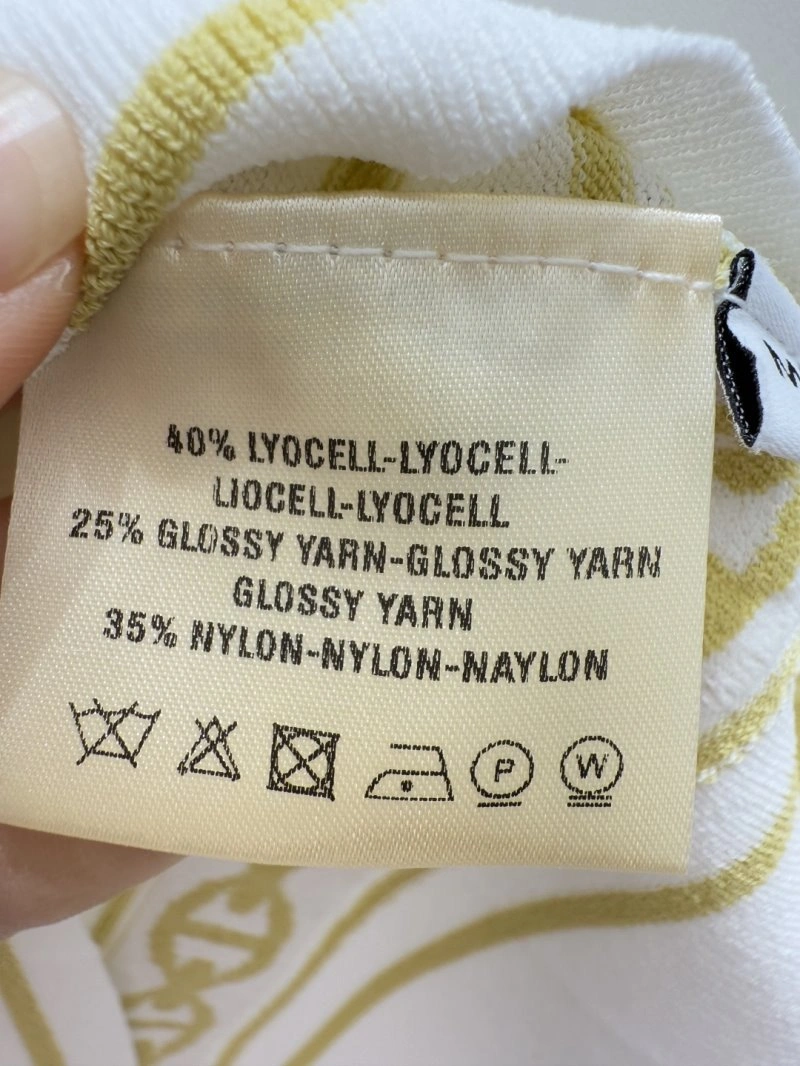 40% LYOCELL-LYOCELL-
LIOCELL-LYOCELL
25% GLOSSY YARN-GLOSSY YARN
GLOSSY YARN
35% NYLON-NYLON-NAYLON
P W